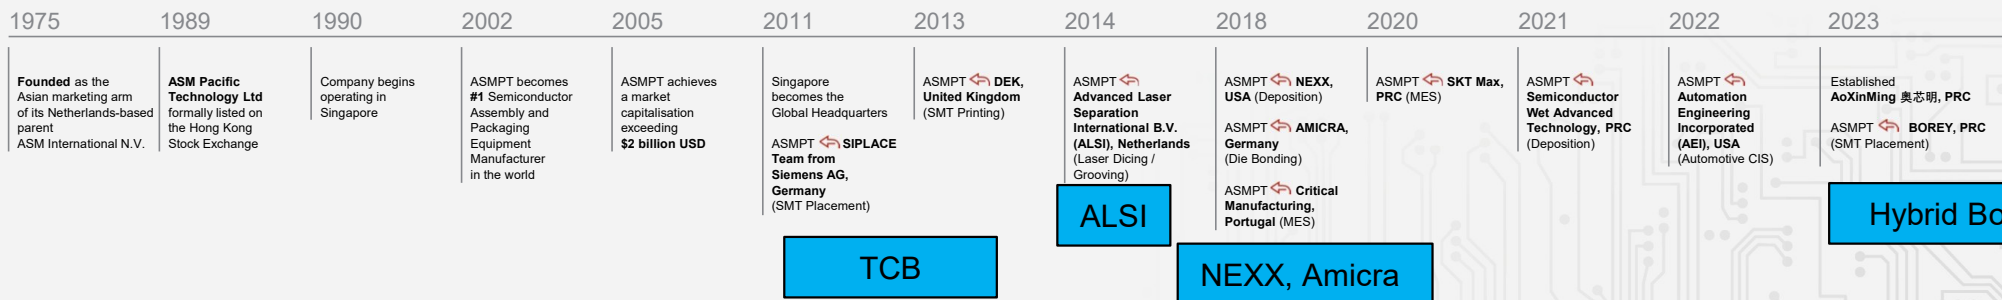 1975
1989
1990
2002
2005
2011
2013
2014
2018
2020
2021
2022
2023
Founded as the
Asian marketing arm
of its Netherlands-based
parent
ASM International N.V.
ASM Pacific
Technology Ltd
formally listed on
the Hong Kong
Stock Exchange
Company begins
operating in
Singapore
ASMPT becomes
#1 Semiconductor
Assembly and
Packaging
Equipment
Manufacturer
in the world
ASMPT achieves
a market
capitalisation
exceeding
$2 billion USD
Singapore
becomes the
Global Headquarters
ASMPT SIPLACE
Team from
Siemens AG,
Germany
(SMT Placement)
ASMPT DEK,
United Kingdom
(SMT Printing)
ASMPT
Advanced Laser
Separation
International B.V.
(ALSI), Netherlands
(Laser Dicing /
Grooving)
ASMPT NEXX,
USA (Deposition)
ASMPT AMICRA,
Germany
(Die Bonding)
ASMPT Critical
Manufacturing,
Portugal (MES)
ASMPT SKT Max,
PRC (MES)
ASMPT
Semiconductor
Wet Advanced
Technology, PRC
(Deposition)
ASMPT
Automation
Engineering
Incorporated
(AEI), USA
(Automotive CIS)
Established
AoXinMing 奥芯明, PRC
ASMPT BOREY, PRC
(SMT Placement)
TCB
ALSI
NEXX, Amicra
Hybrid Bo